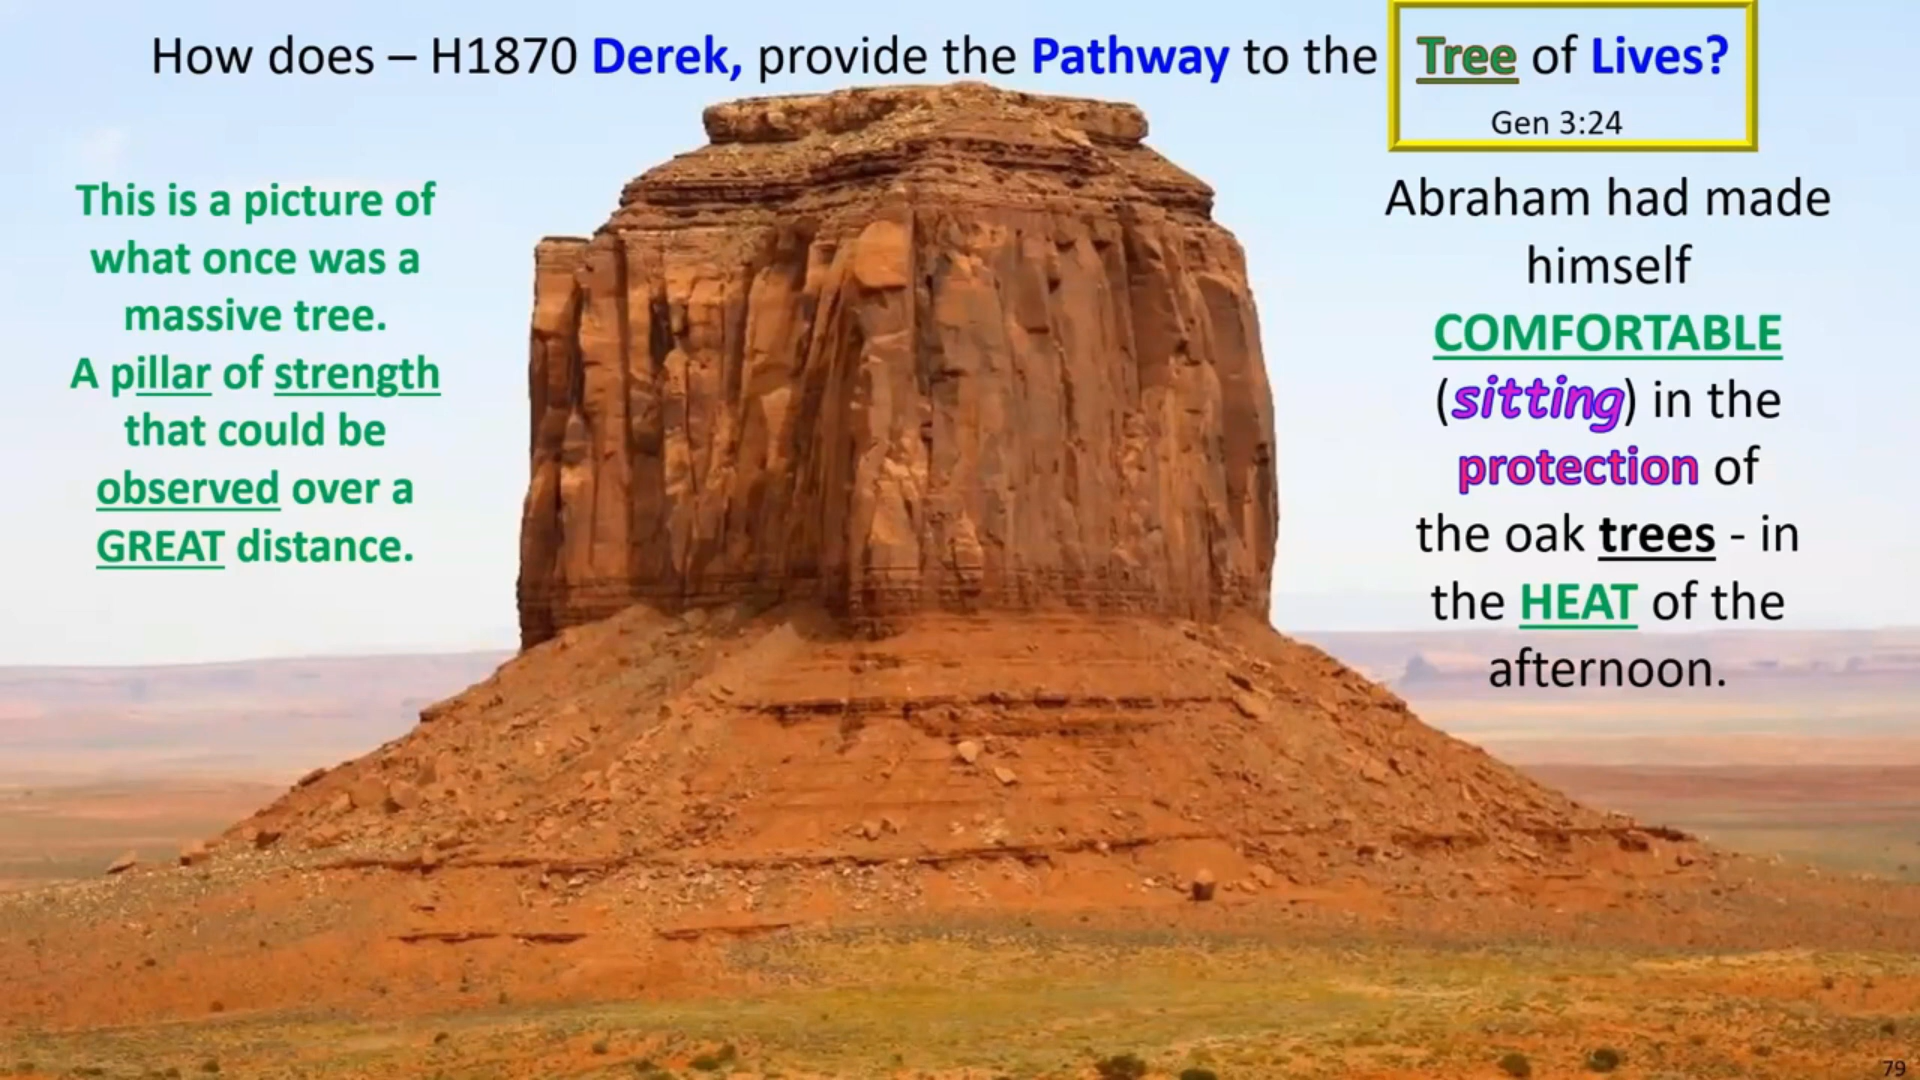 How does – H1870 Derek, provide the Pathway to the Tree of Lives?
Gen 3:24
This is a picture of
what once was a
massive tree.
A pillar of strength
that could be
observed over a
GREAT distance.
Abraham had made
himself
COMFORTABLE
(sitting) in the
protection of
the oak trees - in
the HEAT of the
afternoon.
79